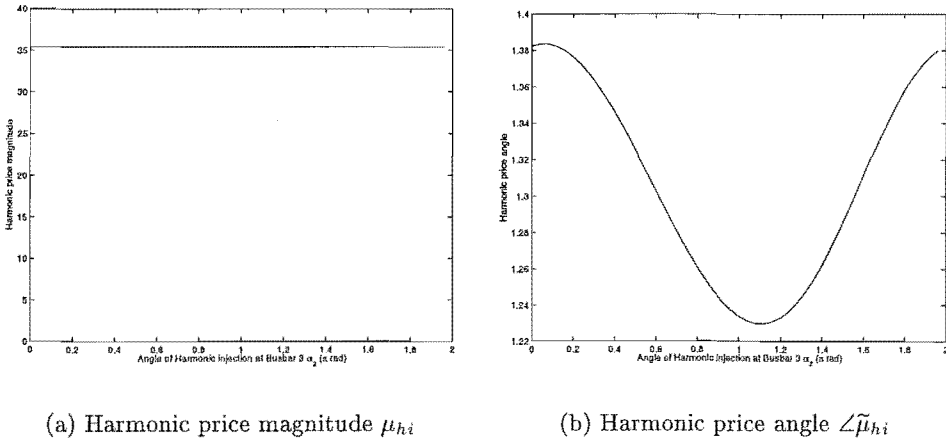 40
35
30
25
20
15
10
5
0
Harmonic price magnitude
0 0.2 0.4 0.6 0.8 1 1.2 1.4 1.6 1.8 2
Angle of Harmonic Injection at Busbar 3 α₂ (π rad)
(a) Harmonic price magnitude μhi
1.4
1.38
1.36
1.34
1.32
1.3
1.28
1.26
1.24
1.22
Harmonic price angle
0 0.2 0.4 0.6 0.8 1 1.2 1.4 1.6 1.8 2
Angle of Harmonic Injection at Busbar 3 α₂ (π rad)
(b) Harmonic price angle ∠μ̃hi